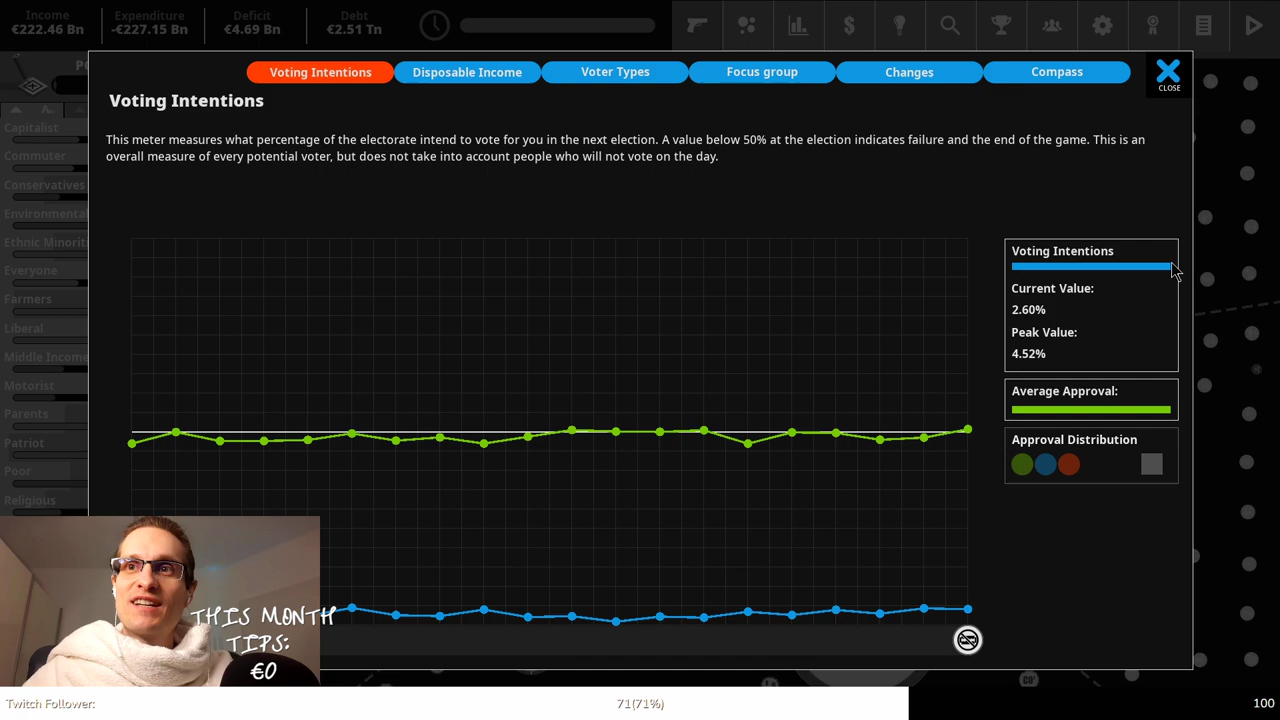 Income
Expenditure
Deficit
Debt
€222.46 Bn
-€227.15 Bn
€4.69 Bn
€2.51 Tn
Voting Intentions
Disposable Income
Voter Types
Focus group
Changes
Compass
CLOSE
Voting Intentions
This meter measures what percentage of the electorate intend to vote for you in the next election. A value below 50% at the election indicates failure and the end of the game. This is an
overall measure of every potential voter, but does not take into account people who will not vote on the day.
Capitalist
Commuter
Conservatives
Environmental
Ethnic Minoriti
Everyone
Farmers
Liberal
Middle Income
Motorist
Parents
Patriot
Poor
Religious
Voting Intentions
Current Value:
2.60%
Peak Value:
4.52%
Average Approval:
Approval Distribution
THIS MONTH
TIPS:
€0
Twitch Follower:
71(71%)
100